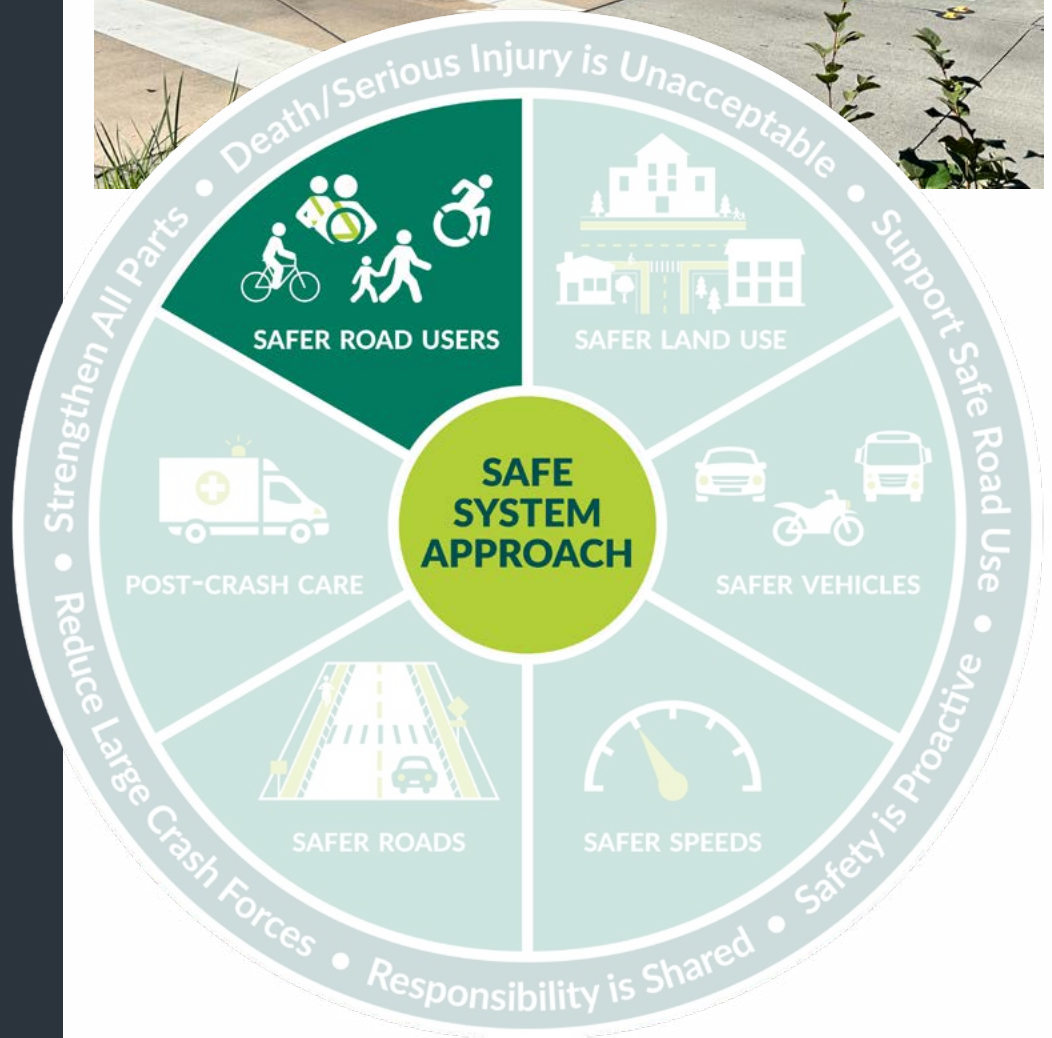 Death/Serious Injury is Unacceptable
Support Safe Road Use
Safety is Proactive
Responsibility is Shared
Reduce Large Crash Forces
Strengthen All Parts
SAFER ROAD USERS
SAFER LAND USE
SAFE
SYSTEM
APPROACH
POST-CRASH CARE
SAFER VEHICLES
SAFER ROADS
SAFER SPEEDS